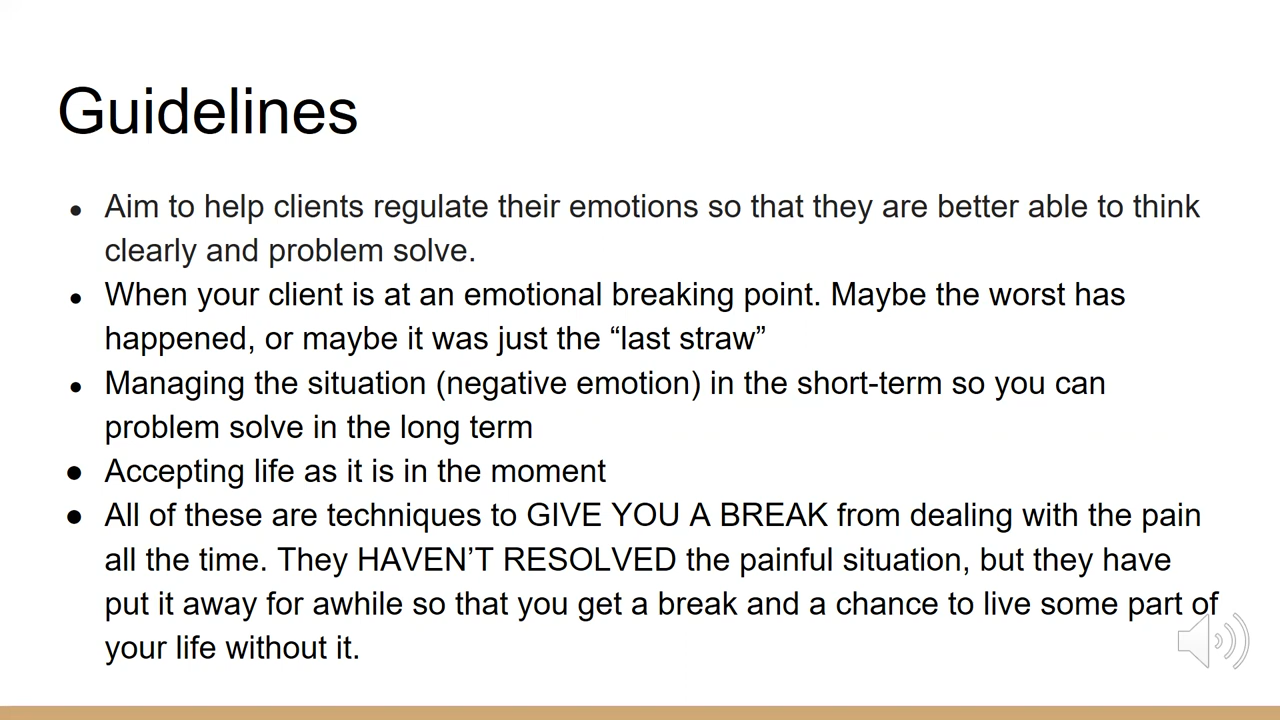 Guidelines
● Aim to help clients regulate their emotions so that they are better able to think
clearly and problem solve.
● When your client is at an emotional breaking point. Maybe the worst has
happened, or maybe it was just the “last straw”
● Managing the situation (negative emotion) in the short-term so you can
problem solve in the long term
● Accepting life as it is in the moment
● All of these are techniques to GIVE YOU A BREAK from dealing with the pain
all the time. They HAVEN’T RESOLVED the painful situation, but they have
put it away for awhile so that you get a break and a chance to live some part of
your life without it.